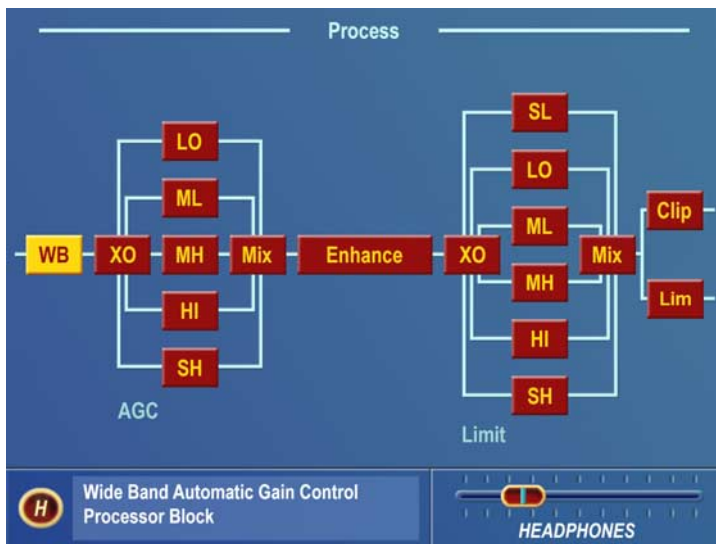 Process
LO
ML
WB
XO
MH
Mix
HI
SH
AGC
Enhance
SL
LO
ML
XO
MH
Mix
HI
SH
Limit
Clip
Lim
H
Wide Band Automatic Gain Control
Processor Block
HEADPHONES